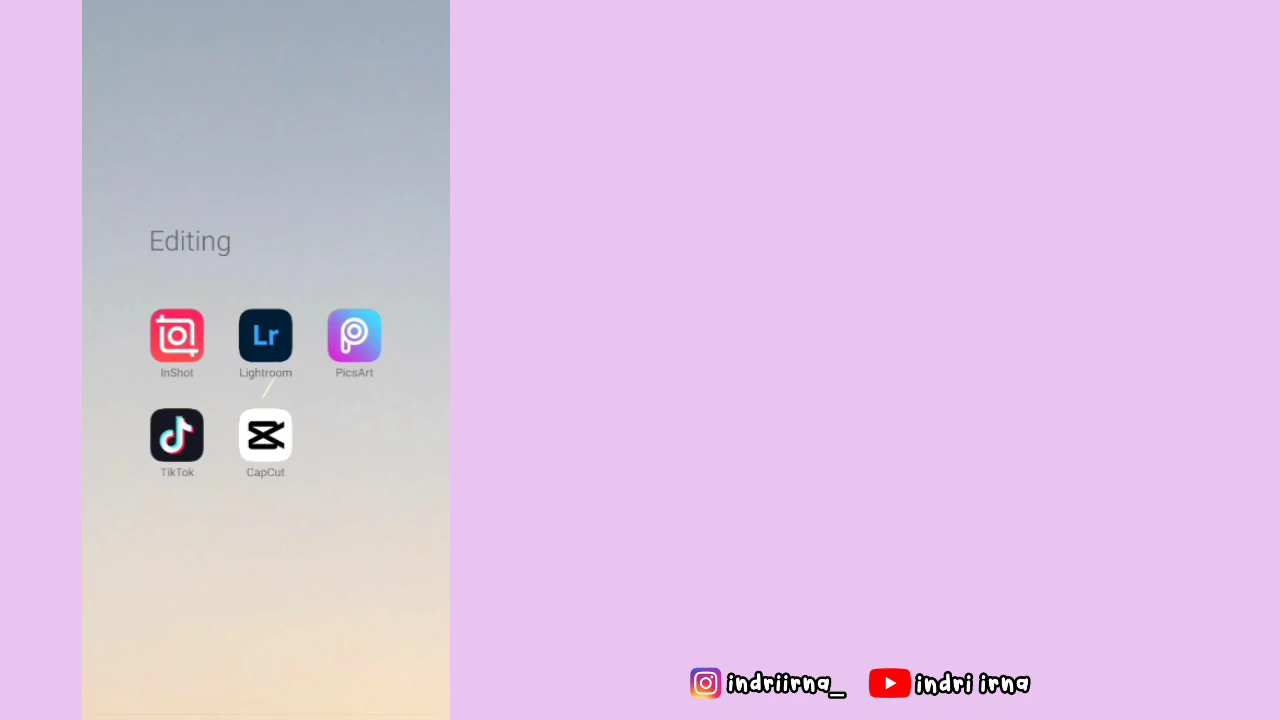 Editing
InShot
Lr
Lightroom
PicsArt
TikTok
CapCut
indriirna_
indri irna